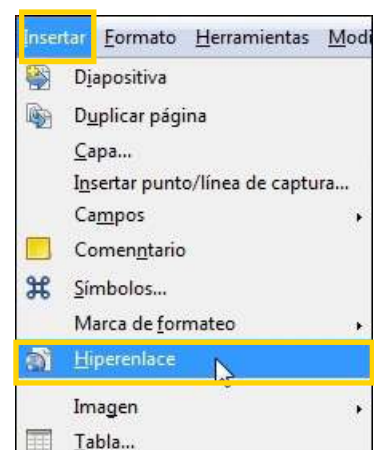 Insertar Formato Herramientas Modi
Diapositiva
Duplicar página
Capa...
Insertar punto/línea de captura...
Campos
Comenntario
Símbolos...
Marca de formateo
Hiperenlace
Imagen
Tabla...